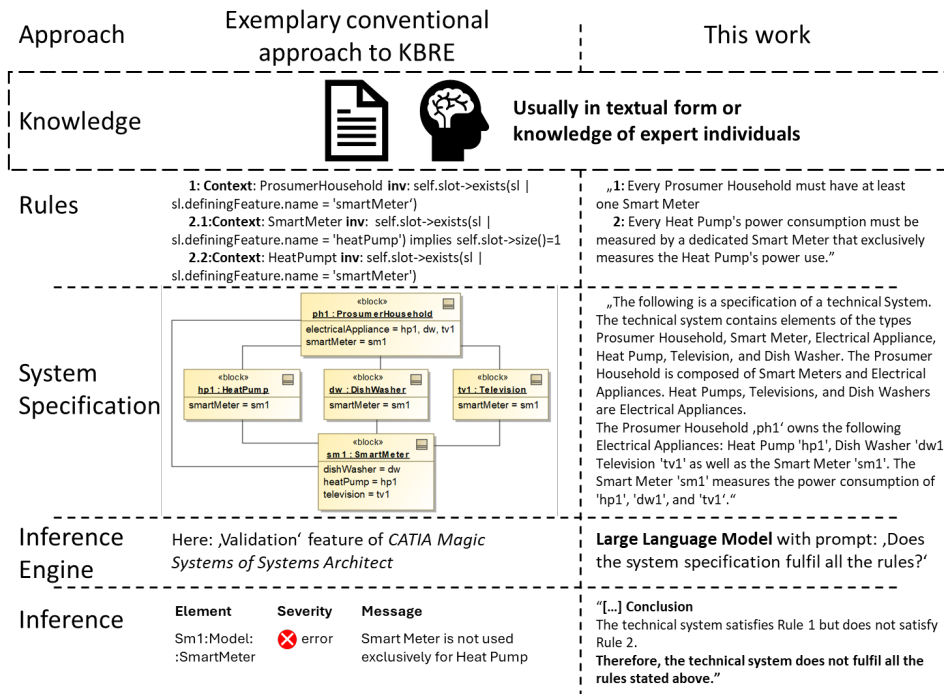 Approach
Exemplary conventional
approach to KBRE
This work
Knowledge
Usually in textual form or
knowledge of expert individuals
Rules
1: Context: ProsumerHousehold inv: self.slot->exists(sl |
sl.definingFeature.name = 'smartMeter‘)
2.1:Context: SmartMeter inv: self.slot->exists(sl |
sl.definingFeature.name = 'heatPump') implies self.slot->size()=1
2.2:Context: HeatPumpt inv: self.slot->exists(sl |
sl.definingFeature.name = 'smartMeter')
„1: Every Prosumer Household must have at least
one Smart Meter
2: Every Heat Pump's power consumption must be
measured by a dedicated Smart Meter that exclusively
measures the Heat Pump's power use.”
System
Specification
«block»
ph1 : ProsumerHousehold
electricalAppliance = hp1, dw, tv1
smartMeter = sm1
«block»
hp1 : HeatPump
smartMeter = sm1
«block»
dw : DishWasher
smartMeter = sm1
«block»
tv1 : Television
smartMeter = sm1
«block»
sm1 : SmartMeter
dishWasher = dw
heatPump = hp1
television = tv1
„The following is a specification of a technical System.
The technical system contains elements of the types
Prosumer Household, Smart Meter, Electrical Appliance,
Heat Pump, Television, and Dish Washer. The Prosumer
Household is composed of Smart Meters and Electrical
Appliances. Heat Pumps, Televisions, and Dish Washers
are Electrical Appliances.
The Prosumer Household ‚ph1‘ owns the following
Electrical Appliances: Heat Pump 'hp1', Dish Washer 'dw1
Television 'tv1' as well as the Smart Meter 'sm1'. The
Smart Meter 'sm1' measures the power consumption of
'hp1', 'dw1', and 'tv1‘.“
Inference
Engine
Here: ‚Validation‘ feature of CATIA Magic
Systems of Systems Architect
Large Language Model with prompt: ‚Does
the system specification fulfil all the rules?‘
Inference
Element Severity Message
Sm1:Model: error Smart Meter is not used
:SmartMeter exclusively for Heat Pump
“[…] Conclusion
The technical system satisfies Rule 1 but does not satisfy
Rule 2.
Therefore, the technical system does not fulfil all the
rules stated above.”